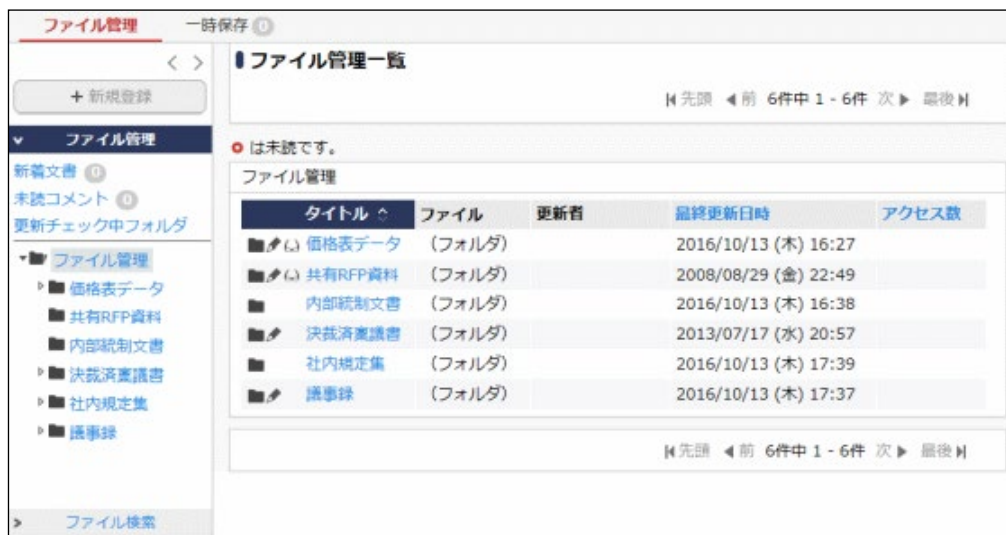 ファイル管理 一時保存 0
+ 新規登録
ファイル管理
新着文書 0
未読コメント 0
更新チェック中フォルダ
ファイル管理
価格表データ
共有RFP資料
内部統制文書
決裁済稟議書
社内規定集
議事録
ファイル検索
ファイル管理一覧
先頭 前 6件中 1 - 6件 次 最後
は未読です。
ファイル管理
タイトル ファイル 更新者 最終更新日時 アクセス数
価格表データ (フォルダ) 2016/10/13 (木) 16:27
共有RFP資料 (フォルダ) 2008/08/29 (金) 22:49
内部統制文書 (フォルダ) 2016/10/13 (木) 16:38
決裁済稟議書 (フォルダ) 2013/07/17 (水) 20:57
社内規定集 (フォルダ) 2016/10/13 (木) 17:39
議事録 (フォルダ) 2016/10/13 (木) 17:37
先頭 前 6件中 1 - 6件 次 最後